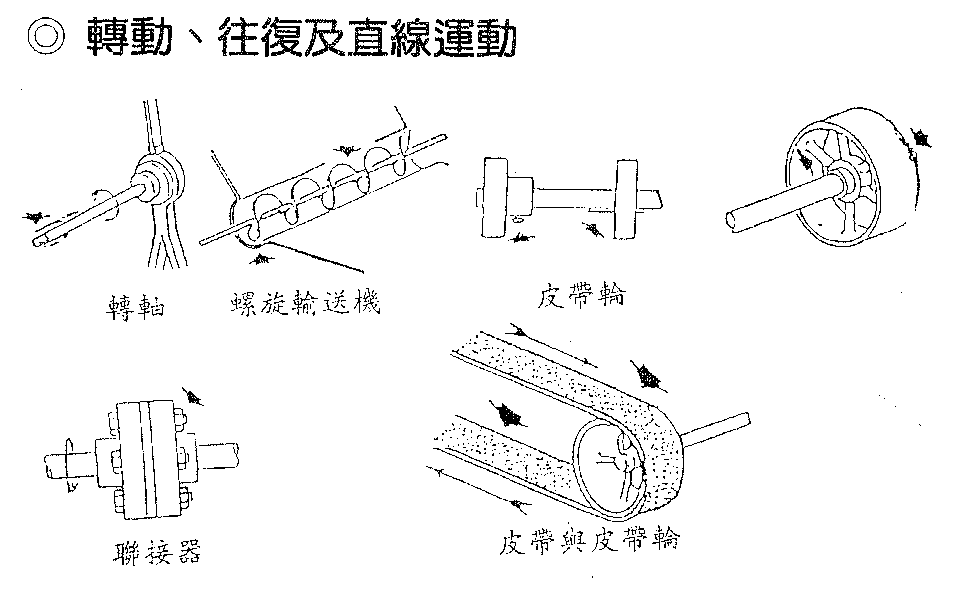 ◎ 轉動、往復及直線運動
轉軸
螺旋輸送機
皮帶輪
聯接器
皮帶與皮帶輪